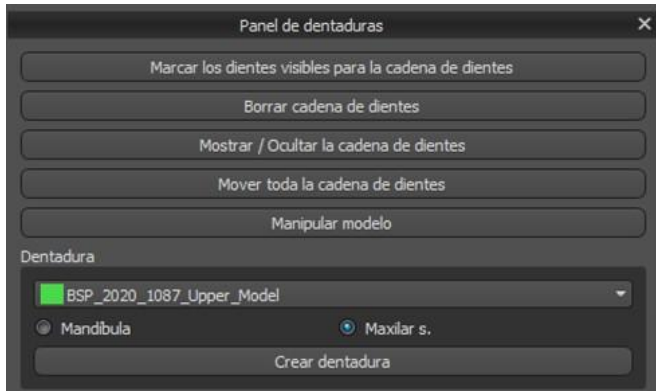 Panel de dentaduras
Marcar los dientes visibles para la cadena de dientes
Borrar cadena de dientes
Mostrar / Ocultar la cadena de dientes
Mover toda la cadena de dientes
Manipular modelo
Dentadura
BSP_2020_1087_Upper_Model
Mandíbula Maxilar s.
Crear dentadura